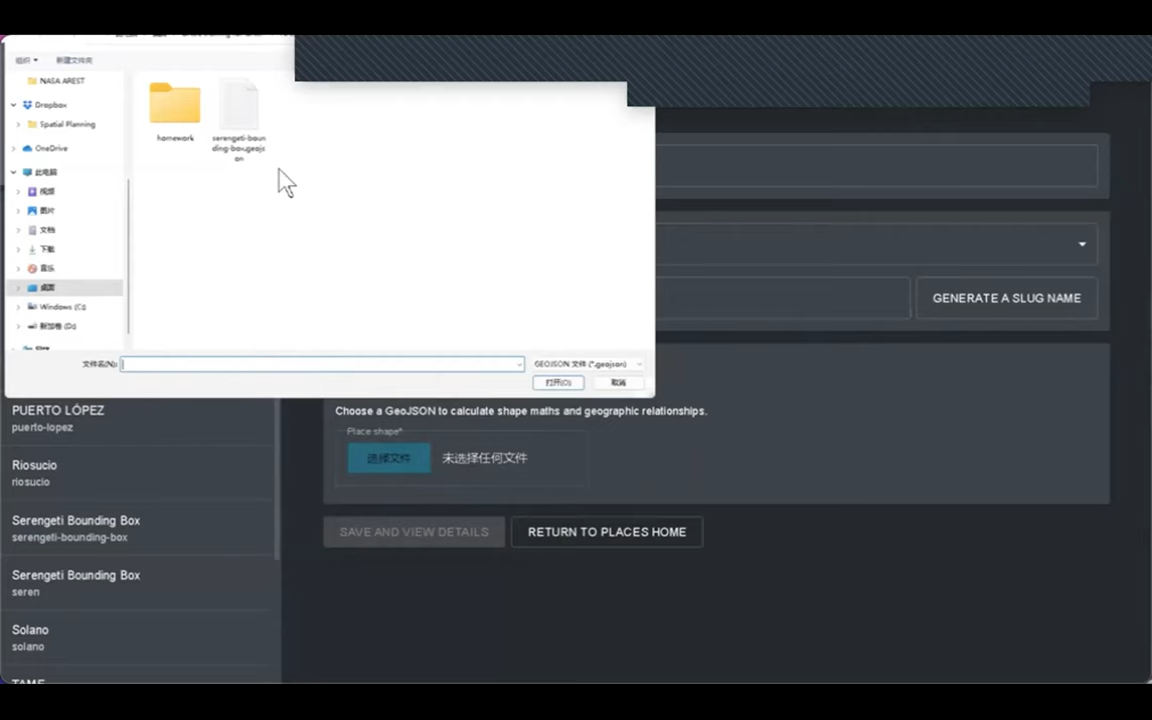 组织
新建文件夹
NASA AREST
Dropbox
Spatial Planning
OneDrive
此电脑
视频
图片
文档
下载
音乐
桌面
Windows (C:)
新加卷 (D:)
homework
serengeti-boun
ding-box.geojs
on
文件名(N):
GEOJSON 文件 (*.geojson)
打开(O)
取消
GENERATE A SLUG NAME
PUERTO LÓPEZ
puerto-lopez
Riosucio
riosucio
Serengeti Bounding Box
serengeti-bounding-box
Serengeti Bounding Box
seren
Solano
solano
TAME
Choose a GeoJSON to calculate shape maths and geographic relationships.
Place shape*
选择文件 未选择任何文件
SAVE AND VIEW DETAILS
RETURN TO PLACES HOME